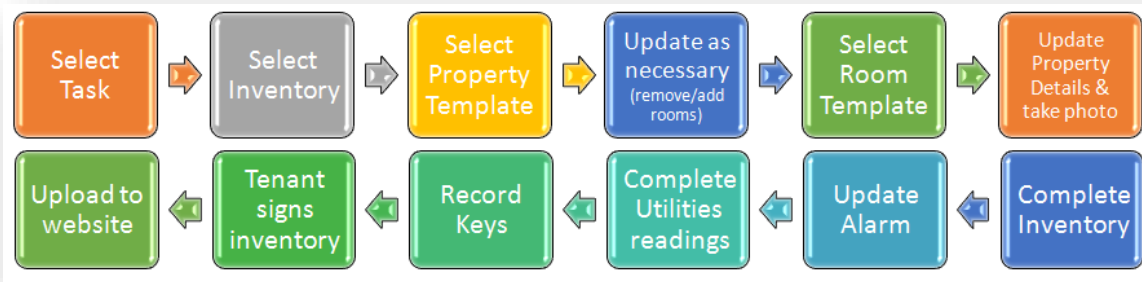 Select
Task
Select
Inventory
Select
Property
Template
Update as
necessary
(remove/add
rooms)
Select
Room
Template
Update
Property
Details &
take photo
Upload to
website
Tenant
signs
inventory
Record
Keys
Complete
Utilities
readings
Update
Alarm
Complete
Inventory